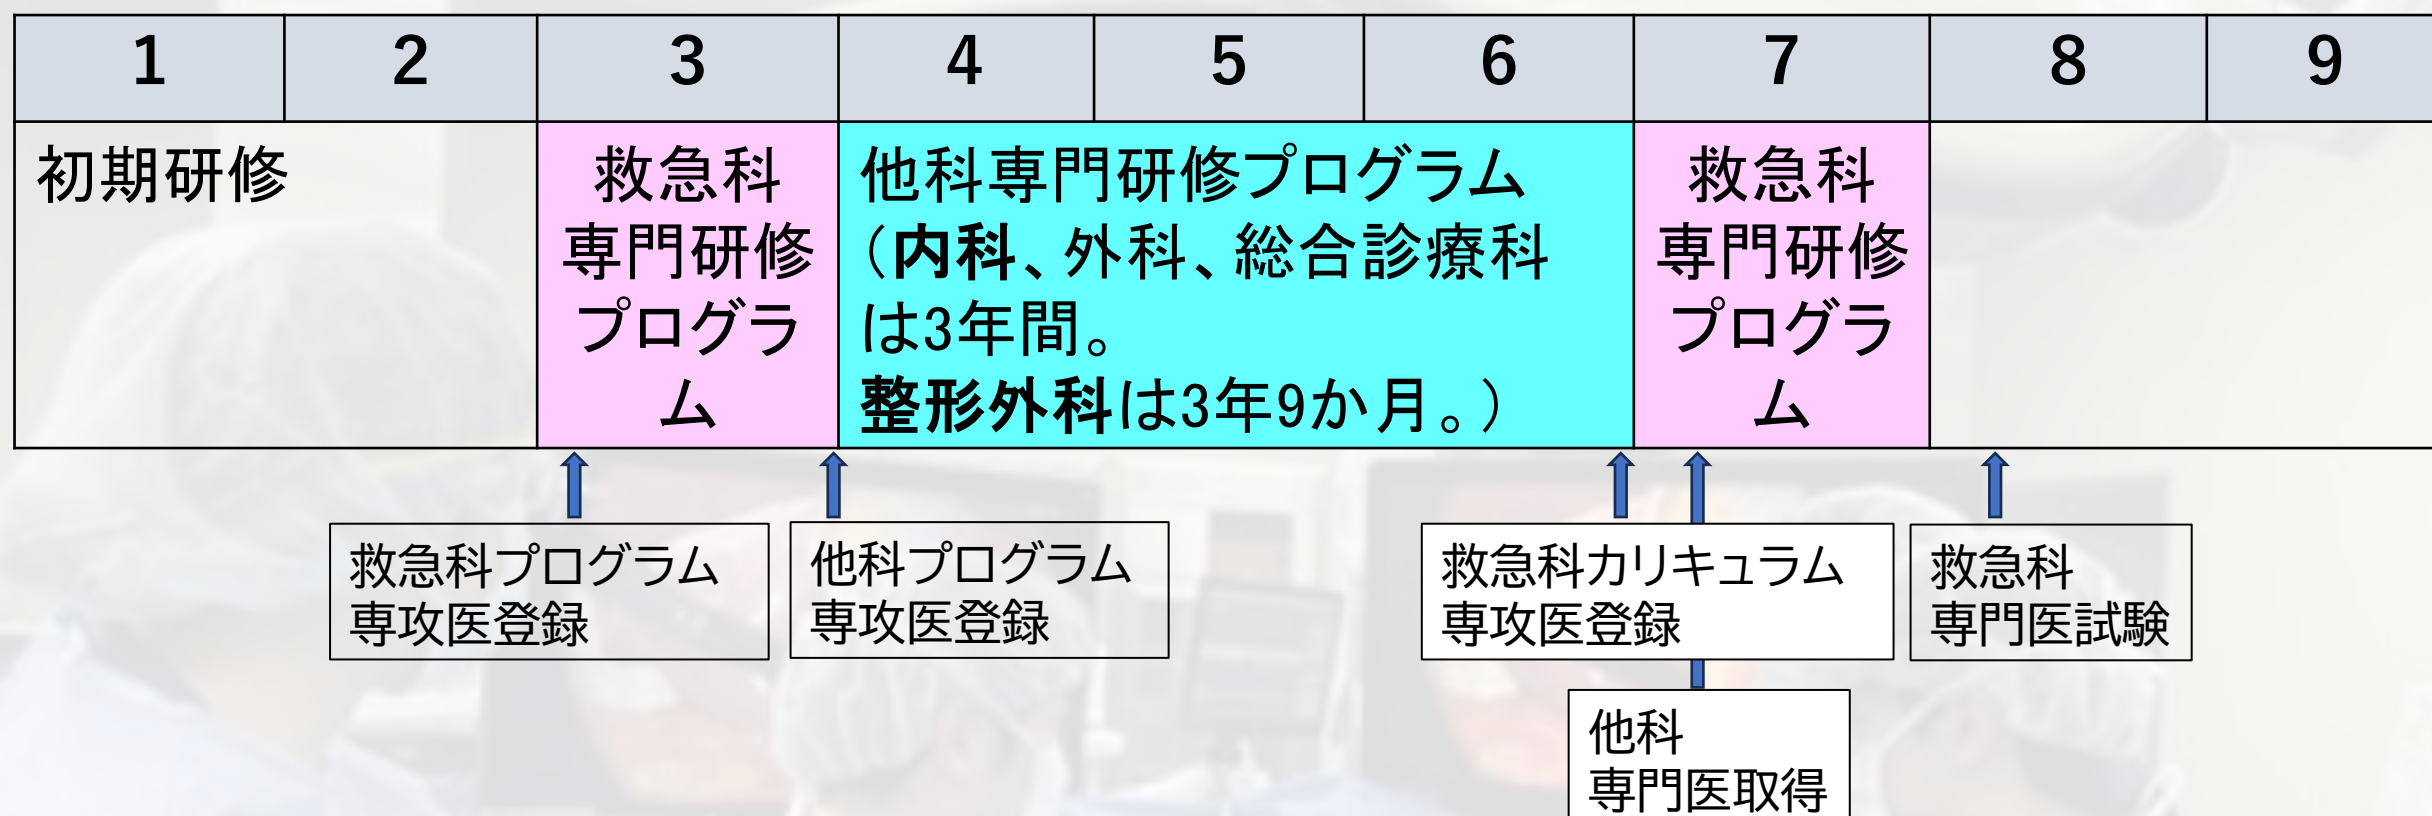 1 2 3 4 5 6 7 8 9
初期研修
救急科
専門研修
プログラ
ム
他科専門研修プログラム
（内科、外科、総合診療科
は3年間。
整形外科は3年9か月。）
救急科
専門研修
プログラ
ム
救急科プログラム
専攻医登録
他科プログラム
専攻医登録
救急科カリキュラム
専攻医登録
救急科
専門医試験
他科
専門医取得